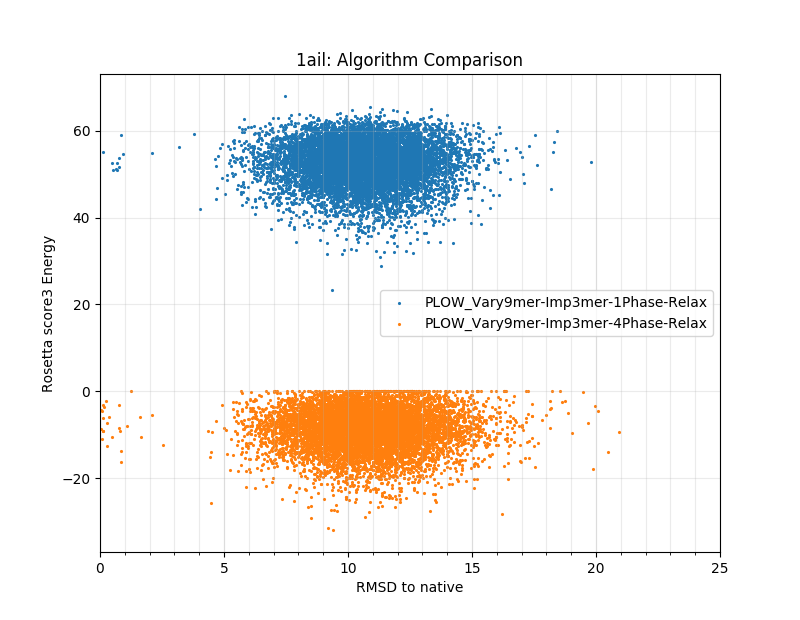 1ail: Algorithm Comparison
60
40
20
0
−20
Rosetta score3 Energy
PLOW_Vary9mer-Imp3mer-1Phase-Relax
PLOW_Vary9mer-Imp3mer-4Phase-Relax
0 5 10 15 20 25
RMSD to native